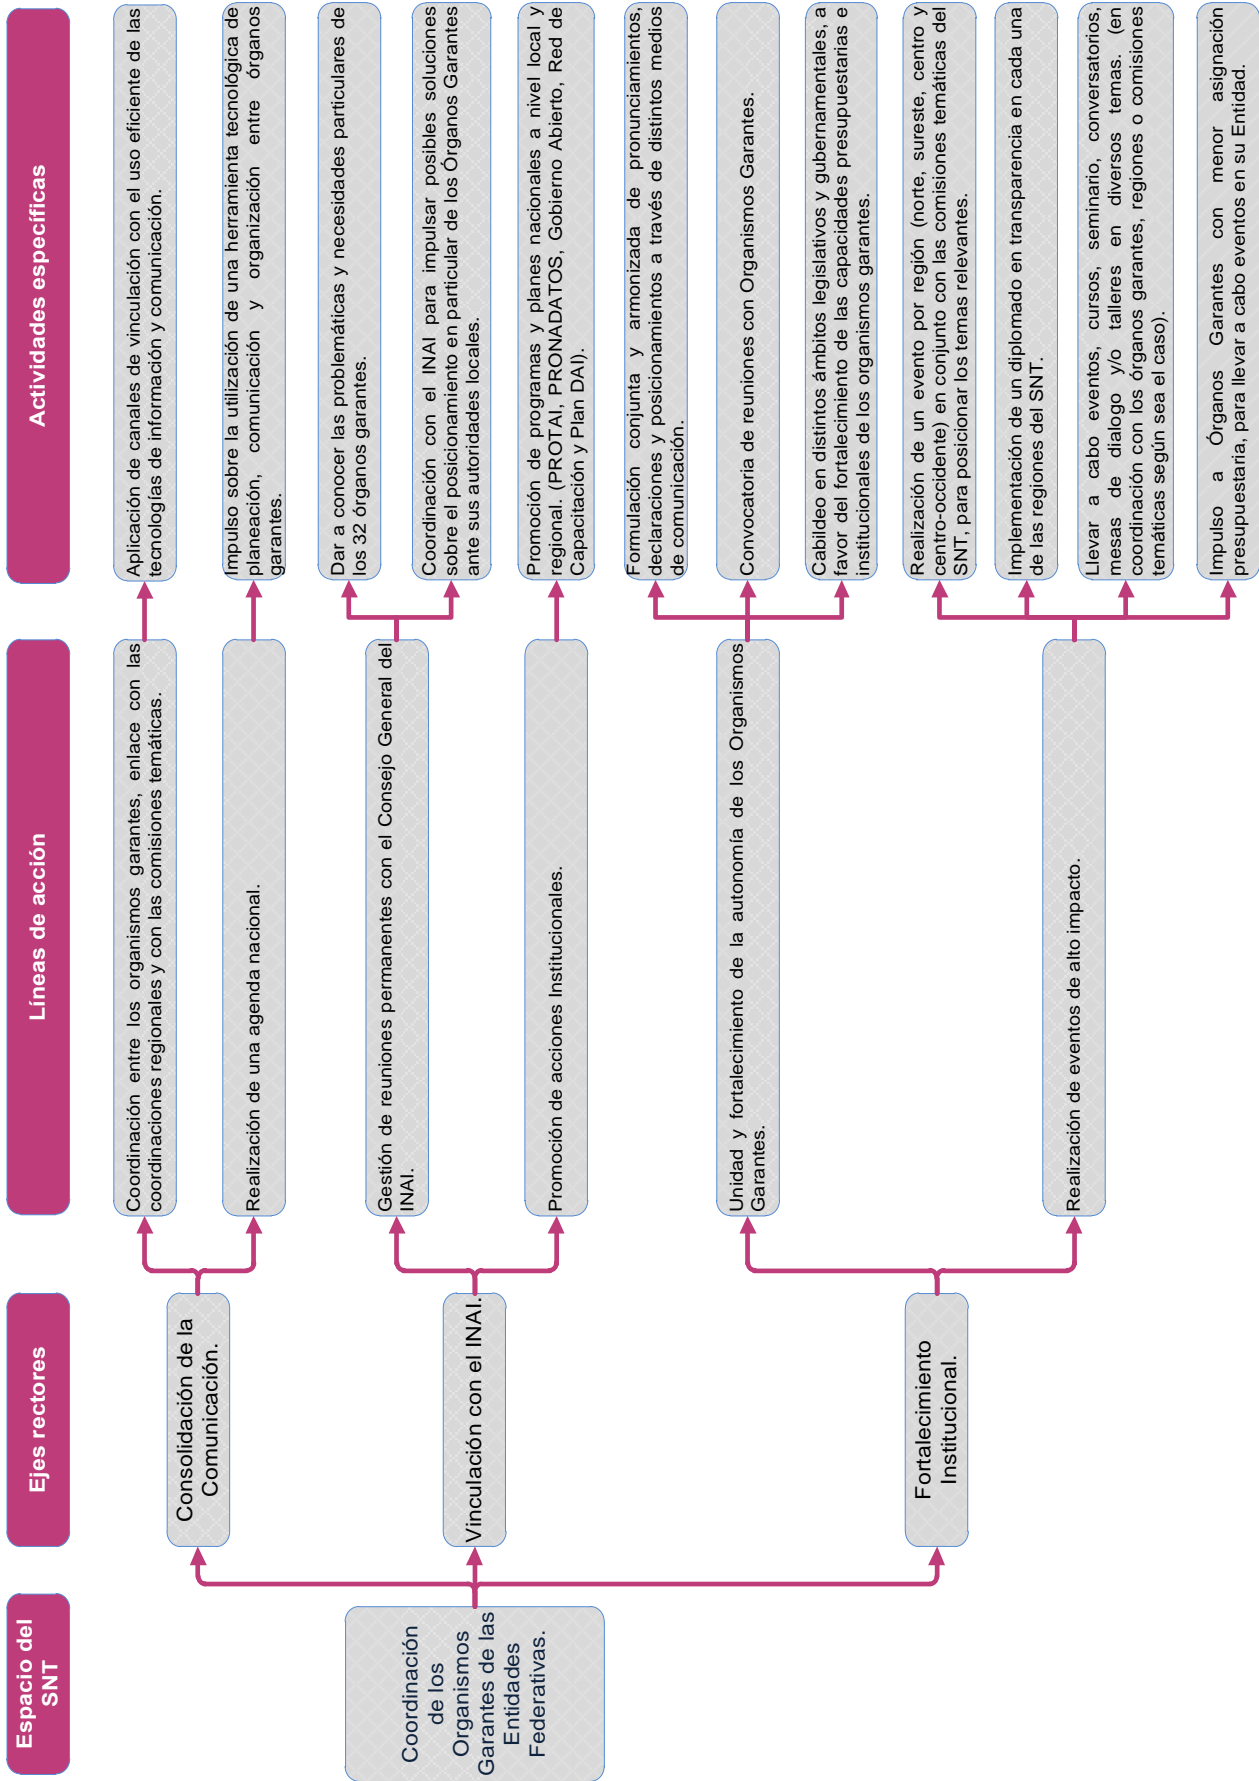 Espacio del
SNT
Ejes rectores
Líneas de acción
Actividades específicas
Coordinación
de los
Organismos
Garantes de las
Entidades
Federativas.
Consolidación de la
Comunicación.
Coordinación entre los organismos garantes, enlace con las
coordinaciones regionales y con las comisiones temáticas.
Aplicación de canales de vinculación con el uso eficiente de las
tecnologías de información y comunicación.
Realización de una agenda nacional.
Impulso sobre la utilización de una herramienta tecnológica de
planeación, comunicación y organización entre órganos
garantes.
Vinculación con el INAI.
Gestión de reuniones permanentes con el Consejo General del
INAI.
Dar a conocer las problemáticas y necesidades particulares de
los 32 órganos garantes.
Coordinación con el INAI para impulsar posibles soluciones
sobre el posicionamiento en particular de los Órganos Garantes
ante sus autoridades locales.
Promoción de acciones Institucionales.
Promoción de programas y planes nacionales a nivel local y
regional. (PROTAI, PRONADATOS, Gobierno Abierto, Red de
Capacitación y Plan DAI).
Fortalecimiento
Institucional.
Unidad y fortalecimiento de la autonomía de los Organismos
Garantes.
Formulación conjunta y armonizada de pronunciamientos,
declaraciones y posicionamientos a través de distintos medios
de comunicación.
Convocatoria de reuniones con Organismos Garantes.
Cabildeo en distintos ámbitos legislativos y gubernamentales, a
favor del fortalecimiento de las capacidades presupuestarias e
institucionales de los organismos garantes.
Realización de eventos de alto impacto.
Realización de un evento por región (norte, sureste, centro y
centro-occidente) en conjunto con las comisiones temáticas del
SNT, para posicionar los temas relevantes.
Implementación de un diplomado en transparencia en cada una
de las regiones del SNT.
Llevar a cabo eventos, cursos, seminario, conversatorios,
mesas de dialogo y/o talleres en diversos temas. (en
coordinación con los órganos garantes, regiones o comisiones
temáticas según sea el caso).
Impulso a Órganos Garantes con menor asignación
presupuestaria, para llevar a cabo eventos en su Entidad.